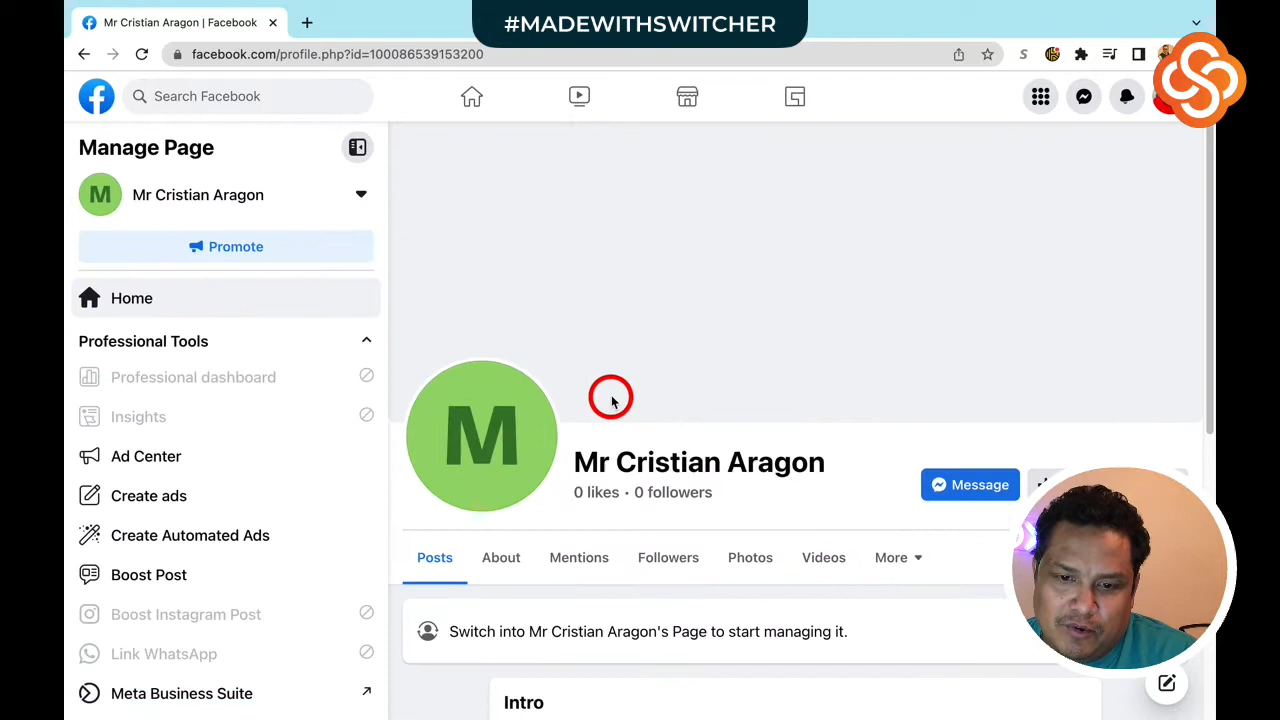 Mr Cristian Aragon | Facebook
#MADEWITHSWITCHER
facebook.com/profile.php?id=100086539153200
Search Facebook
Manage Page
M Mr Cristian Aragon
Promote
Home
Professional Tools
Professional dashboard
Insights
Ad Center
Create ads
Create Automated Ads
Boost Post
Boost Instagram Post
Link WhatsApp
Meta Business Suite
M
Mr Cristian Aragon
0 likes • 0 followers
Message
Posts About Mentions Followers Photos Videos More
Switch into Mr Cristian Aragon's Page to start managing it.
Intro